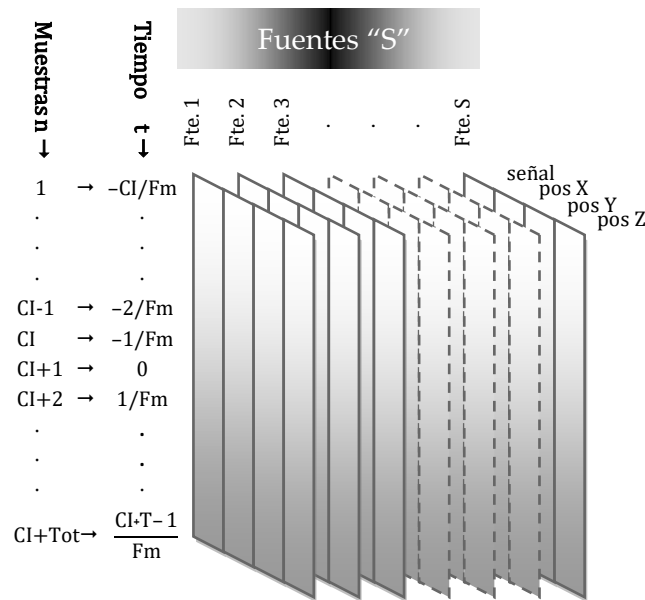 Fuentes “S”
Muestras n →
Tiempo t →
Fte. 1
Fte. 2
Fte. 3
.
.
.
Fte. S
señal
pos X
pos Y
pos Z
1 → –CI/Fm
. .
. .
. .
CI-1 → –2/Fm
CI → –1/Fm
CI+1 → 0
CI+2 → 1/Fm
. .
. .
. .
CI+Tot→ CI+T–1
Fm